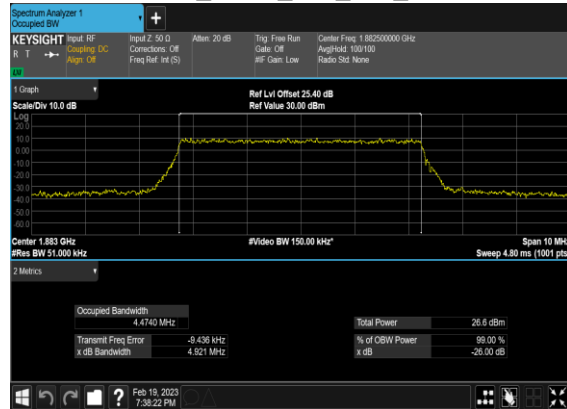 Spectrum Analyzer 1
Occupied BW
+
KEYSIGHT Input: RF Input Z: 50 Ω Atten: 20 dB Trig: Free Run Center Freq: 1.882500000 GHz
R T Coupling: DC Corrections: Off Gate: Off Avg|Hold: 100/100
Align: Off Freq Ref: Int (S) #IF Gain: Low Radio Std: None
1 Graph
Ref Lvl Offset 25.40 dB
Scale/Div 10.0 dB Ref Value 30.00 dBm
Log
20.0
10.0
0.00
-10.0
-20.0
-30.0
-40.0
-50.0
-60.0
Center 1.883 GHz #Video BW 150.00 kHz* Span 10 MHz
#Res BW 51.000 kHz Sweep 4.80 ms (1001 pts
2 Metrics
Occupied Bandwidth
4.4740 MHz Total Power 26.6 dBm
Transmit Freq Error -9.436 kHz % of OBW Power 99.00 %
x dB Bandwidth 4.921 MHz x dB -26.00 dB
? Feb 19, 2023
7:38:22 PM